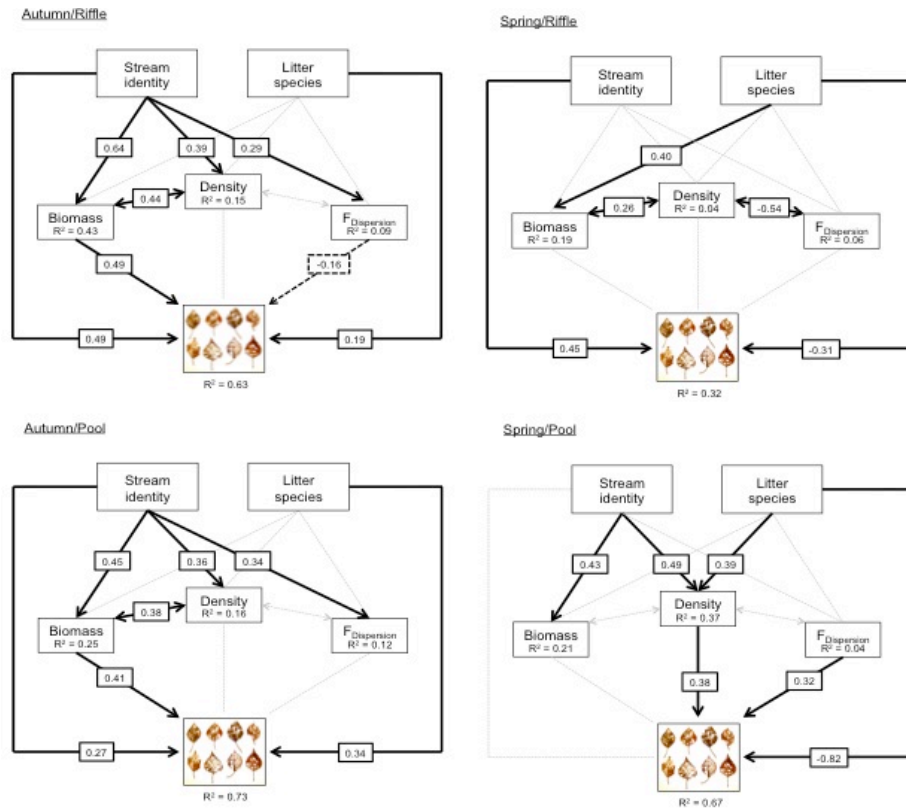 Autumn/Riffle
Stream
identity
Litter
species
0.64
0.39
0.29
0.44
Density
R² = 0.15
Biomass
R² = 0.43
FDispersion
R² = 0.09
0.49
-0.16
0.49
0.19
R² = 0.63
Spring/Riffle
Stream
identity
Litter
species
0.40
Density
R² = 0.04
0.26
-0.54
Biomass
R² = 0.19
FDispersion
R² = 0.06
0.45
-0.31
R² = 0.32
Autumn/Pool
Stream
identity
Litter
species
0.45
0.36
0.34
0.38
Density
R² = 0.16
Biomass
R² = 0.25
FDispersion
R² = 0.12
0.41
0.27
0.34
R² = 0.73
Spring/Pool
Stream
identity
Litter
species
0.43
0.49
0.39
Density
R² = 0.37
Biomass
R² = 0.21
FDispersion
R² = 0.04
0.38
0.32
-0.82
R² = 0.67